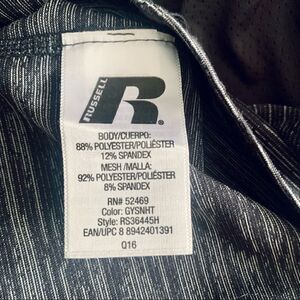 RUSSELL
R
BODY/CUERPO:
88% POLYESTER/POLIÉSTER
12% SPANDEX
MESH /MALLA:
92% POLYESTER/POLIÉSTER
8% SPANDEX
RN# 52469
Color: GYSNHT
Style: RS36445H
EAN/UPC 8 8942401391
Q16